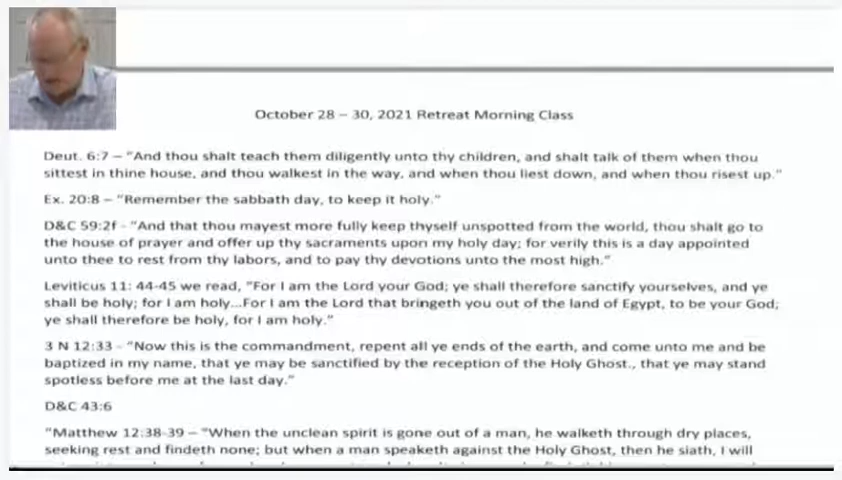 October 28 – 30, 2021 Retreat Morning Class
Deut. 6:7 – "And thou shalt teach them diligently unto thy children, and shalt talk of them when thou
sittest in thine house, and thou walkest in the way, and when thou liest down, and when thou risest up."
Ex. 20:8 – "Remember the sabbath day, to keep it holy."
D&C 59:2f - "And that thou mayest more fully keep thyself unspotted from the world, thou shalt go to
the house of prayer and offer up thy sacraments upon my holy day; for verily this is a day appointed
unto thee to rest from thy labors, and to pay thy devotions unto the most high."
Leviticus 11: 44-45 we read, "For I am the Lord your God; ye shall therefore sanctify yourselves, and ye
shall be holy; for I am holy...For I am the Lord that bringeth you out of the land of Egypt, to be your God;
ye shall therefore be holy, for I am holy."
3 N 12:33 - "Now this is the commandment, repent all ye ends of the earth, and come unto me and be
baptized in my name, that ye may be sanctified by the reception of the Holy Ghost., that ye may stand
spotless before me at the last day."
D&C 43:6
"Matthew 12:38-39 – "When the unclean spirit is gone out of a man, he walketh through dry places,
seeking rest and findeth none; but when a man speaketh against the Holy Ghost, then he siath, I will